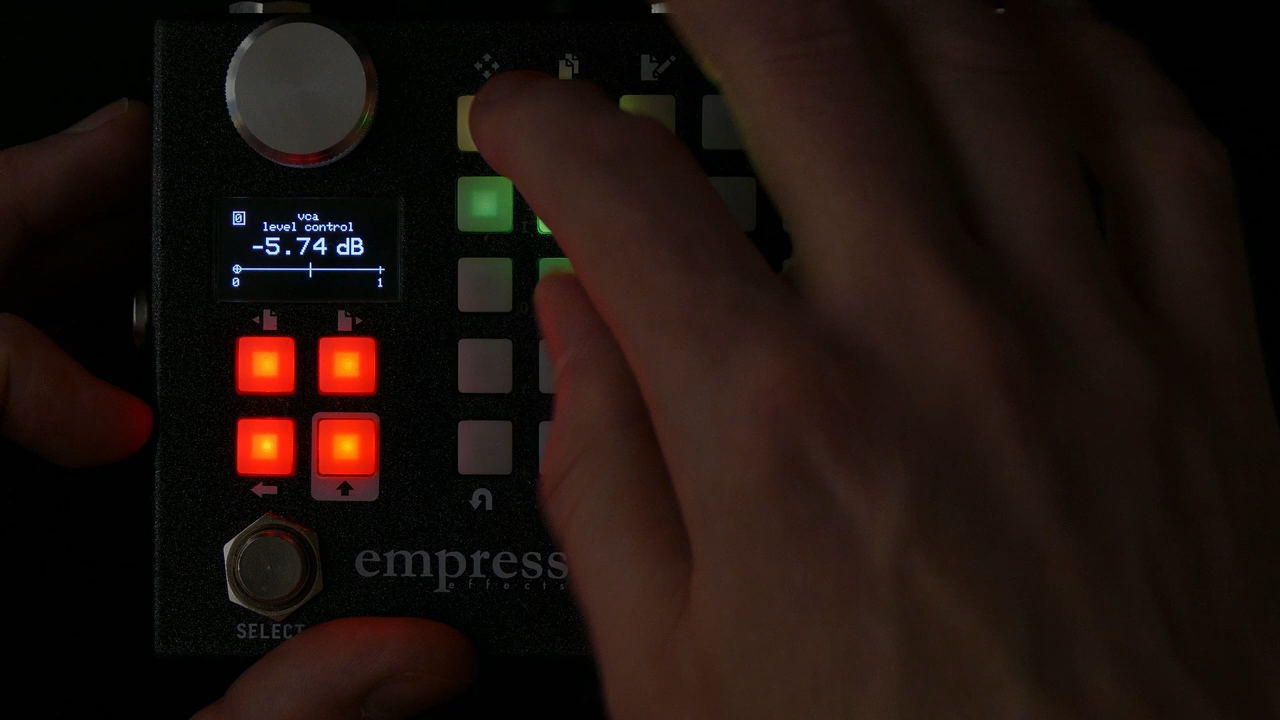 0
vca
level control
-5.74 dB
0 1
empress
effects
SELECT